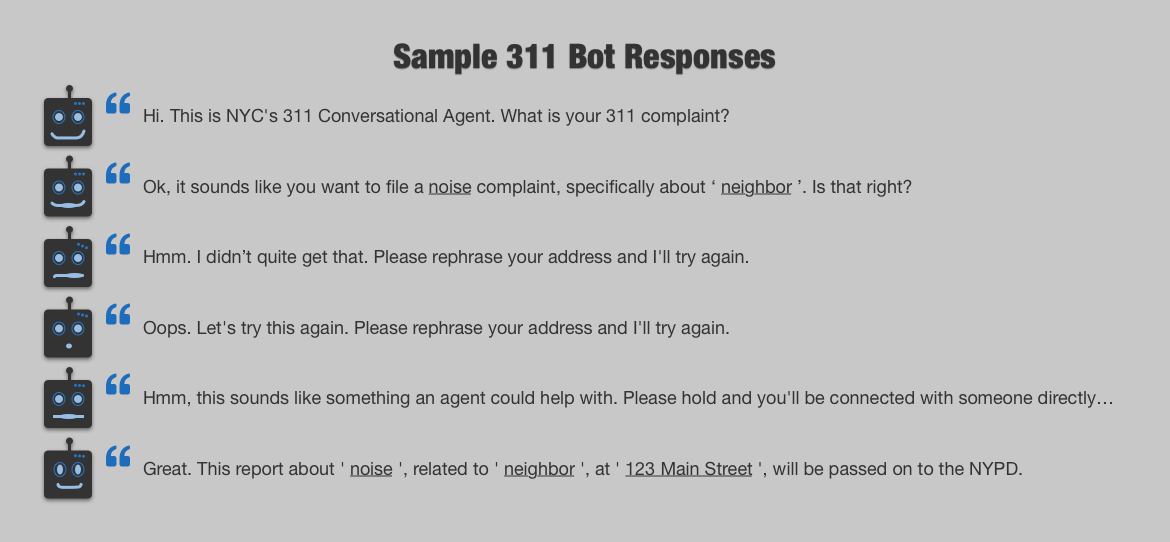 Sample 311 Bot Responses
“ Hi. This is NYC's 311 Conversational Agent. What is your 311 complaint?
“ Ok, it sounds like you want to file a noise complaint, specifically about ‘ neighbor ’. Is that right?
“ Hmm. I didn’t quite get that. Please rephrase your address and I'll try again.
“ Oops. Let's try this again. Please rephrase your address and I'll try again.
“ Hmm, this sounds like something an agent could help with. Please hold and you'll be connected with someone directly…
“ Great. This report about ' noise ', related to ' neighbor ', at ' 123 Main Street ', will be passed on to the NYPD.